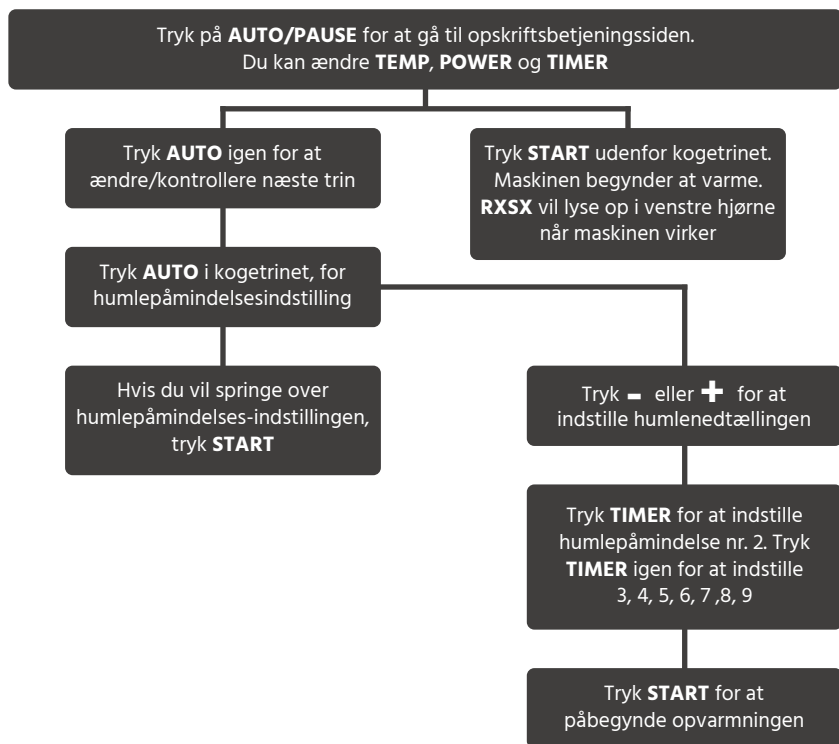 Tryk på AUTO/PAUSE for at gå til opskriftsbetjeningssiden.
Du kan ændre TEMP, POWER og TIMER
Tryk AUTO igen for at
ændre/kontrollere næste trin
Tryk START udenfor kogetrinet.
Maskinen begynder at varme.
RXSX vil lyse op i venstre hjørne
når maskinen virker
Tryk AUTO i kogetrinet, for
humlepåmindelsesindstilling
Hvis du vil springe over
humlepåmindelses-indstillingen,
tryk START
Tryk - eller + for at
indstille humlenedtællingen
Tryk TIMER for at indstille
humlepåmindelse nr. 2. Tryk
TIMER igen for at indstille
3, 4, 5, 6, 7 ,8, 9
Tryk START for at
påbegynde opvarmningen